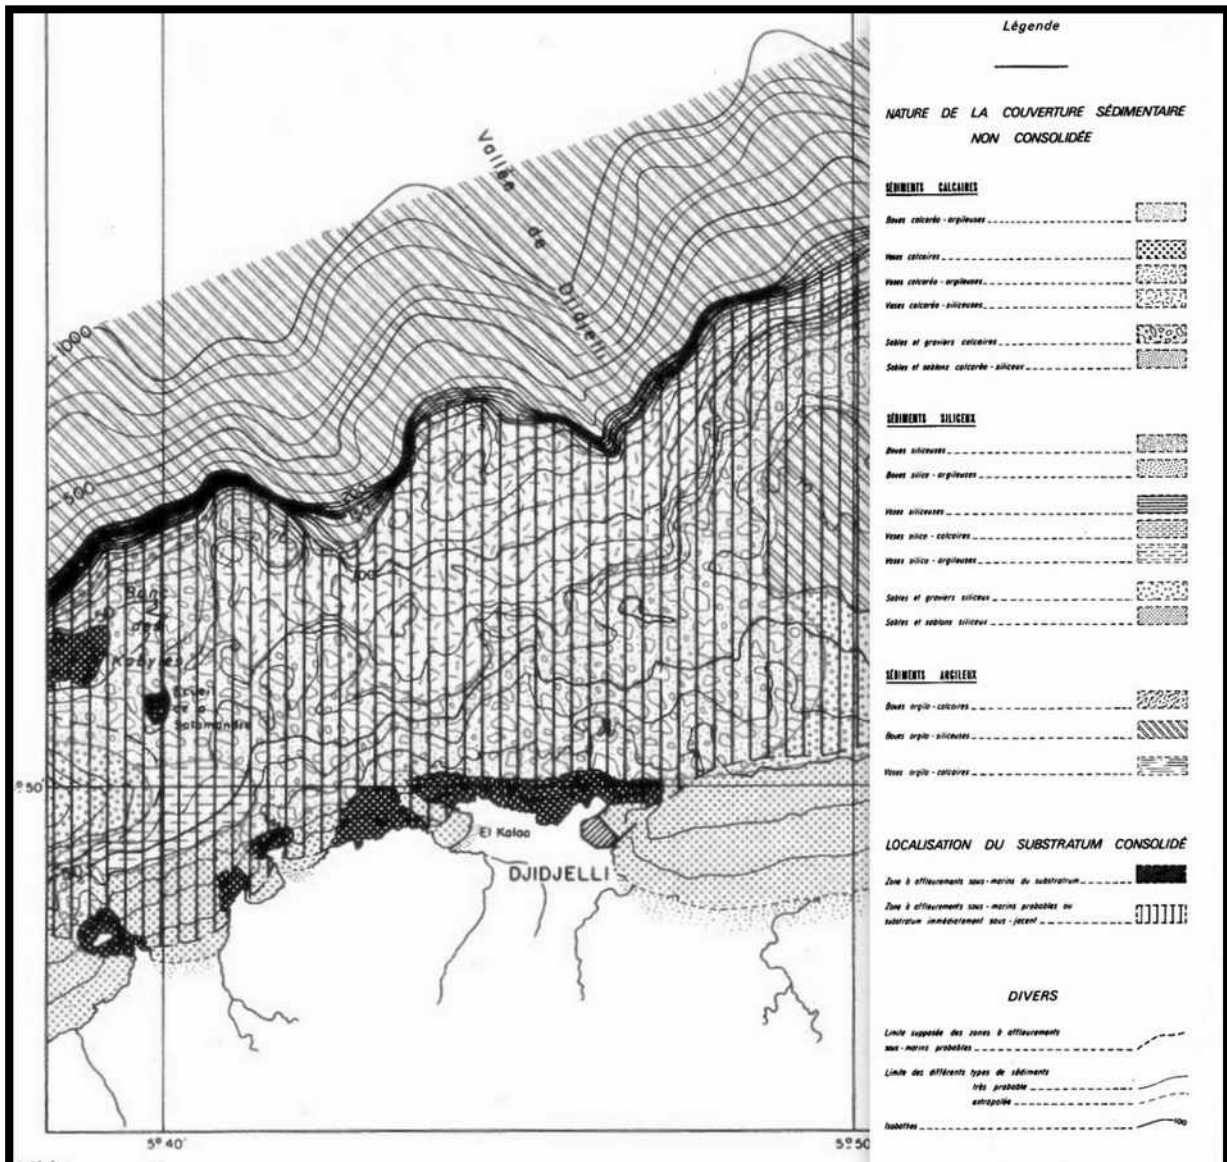 Vallée
de
Djidjelli
1000
500
100
Banc
des
Kabyles
Ecueil
de la
Salamandre
50
El Kalaa
DJIDJELLI
5°40'
5°50
Légende
NATURE DE LA COUVERTURE SÉDIMENTAIRE
NON CONSOLIDÉE
SÉDIMENTS CALCAIRES
Boues calcaréo-argileuses
Vases calcaires
Vases calcaréo-argileuses
Vases calcaréo-siliceuses
Sables et graviers calcaires
Sables et sablons calcaréo-siliceux
SÉDIMENTS SILICEUX
Boues siliceuses
Boues silico-argileuses
Vases siliceuses
Vases silico-calcaires
Vases silico-argileuses
Sables et graviers siliceux
Sables et sablons siliceux
SÉDIMENTS ARGILEUX
Boues argilo-calcaires
Boues argilo-siliceuses
Vases argilo-calcaires
LOCALISATION DU SUBSTRATUM CONSOLIDÉ
Zone à affleurements sous-marins du substratum
Zone à affleurements sous-marins probables ou
substratum immédiatement sous-jacent
DIVERS
Limite supposée des zones à affleurements
sous-marins probables
Limite des différents types de sédiments
très probable
extrapolée
Isobathes
100